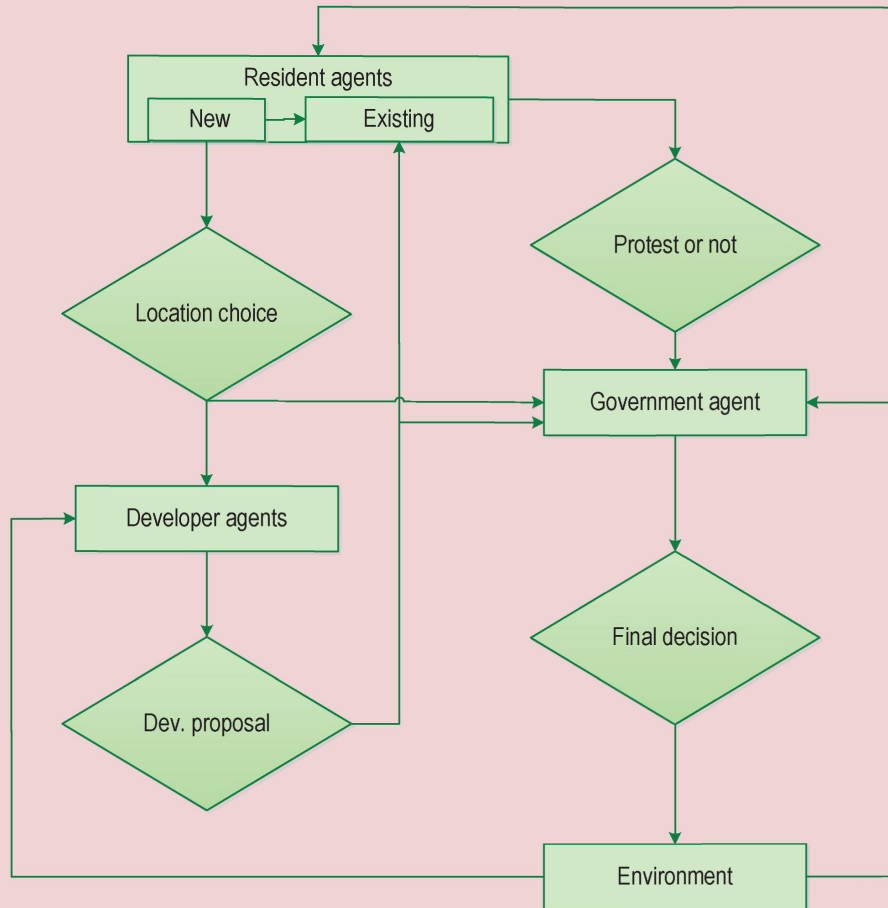 Resident agents
New
Existing
Protest or not
Location choice
Government agent
Developer agents
Final decision
Dev. proposal
Environment